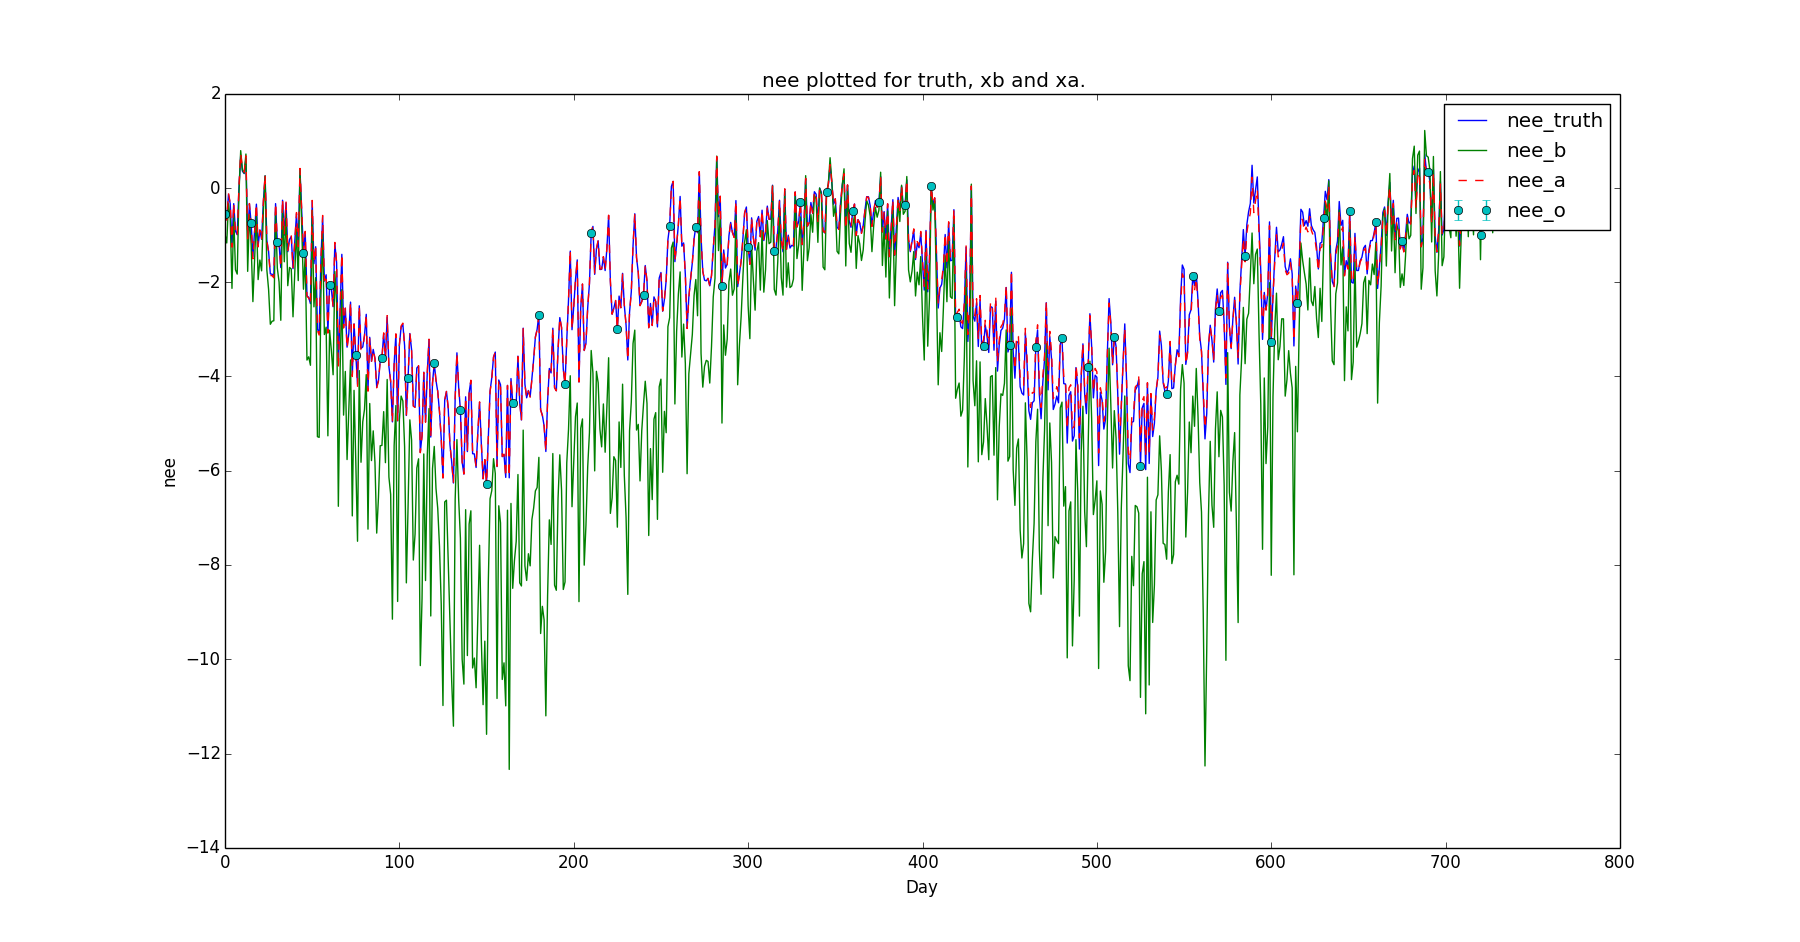 nee plotted for truth, xb and xa.
2
0
−2
−4
−6
−8
−10
−12
−14
nee
0 100 200 300 400 500 600 700 800
Day
nee_truth
nee_b
nee_a
nee_o